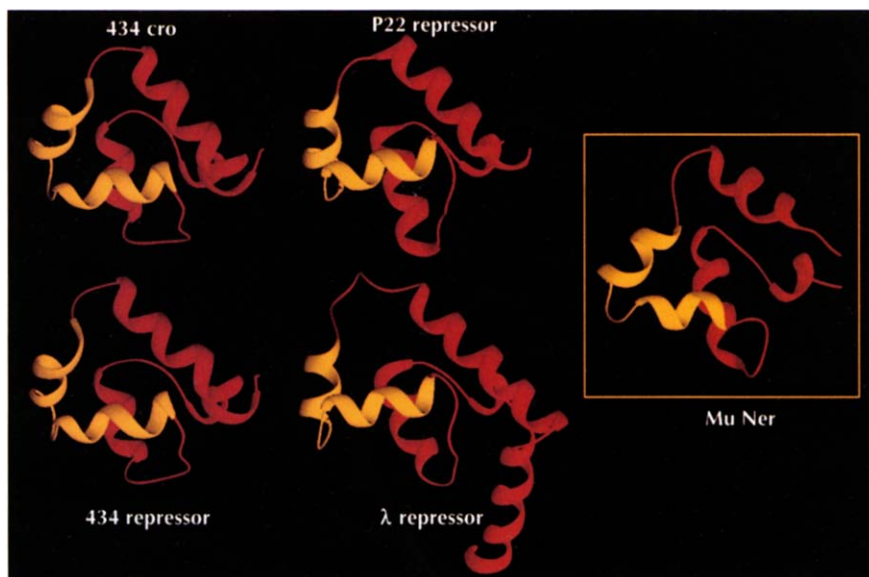 434 cro
P22 repressor
Mu Ner
434 repressor
λ repressor